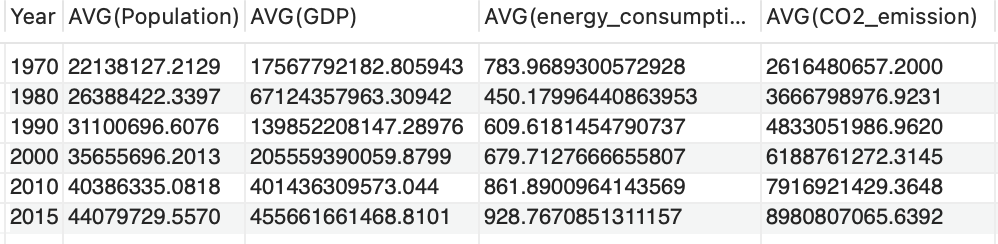 Year AVG(Population) AVG(GDP) AVG(energy_consumpti... AVG(CO2_emission)
1970 22138127.2129 17567792182.805943 783.9689300572928 2616480657.2000
1980 26388422.3397 67124357963.30942 450.17996440863953 3666798976.9231
1990 31100696.6076 139852208147.28976 609.6181454790737 4833051986.9620
2000 35655696.2013 205559390059.8799 679.7127666655807 6188761272.3145
2010 40386335.0818 401436309573.044 861.8900964143569 7916921429.3648
2015 44079729.5570 455661661468.8101 928.7670851311157 8980807065.6392